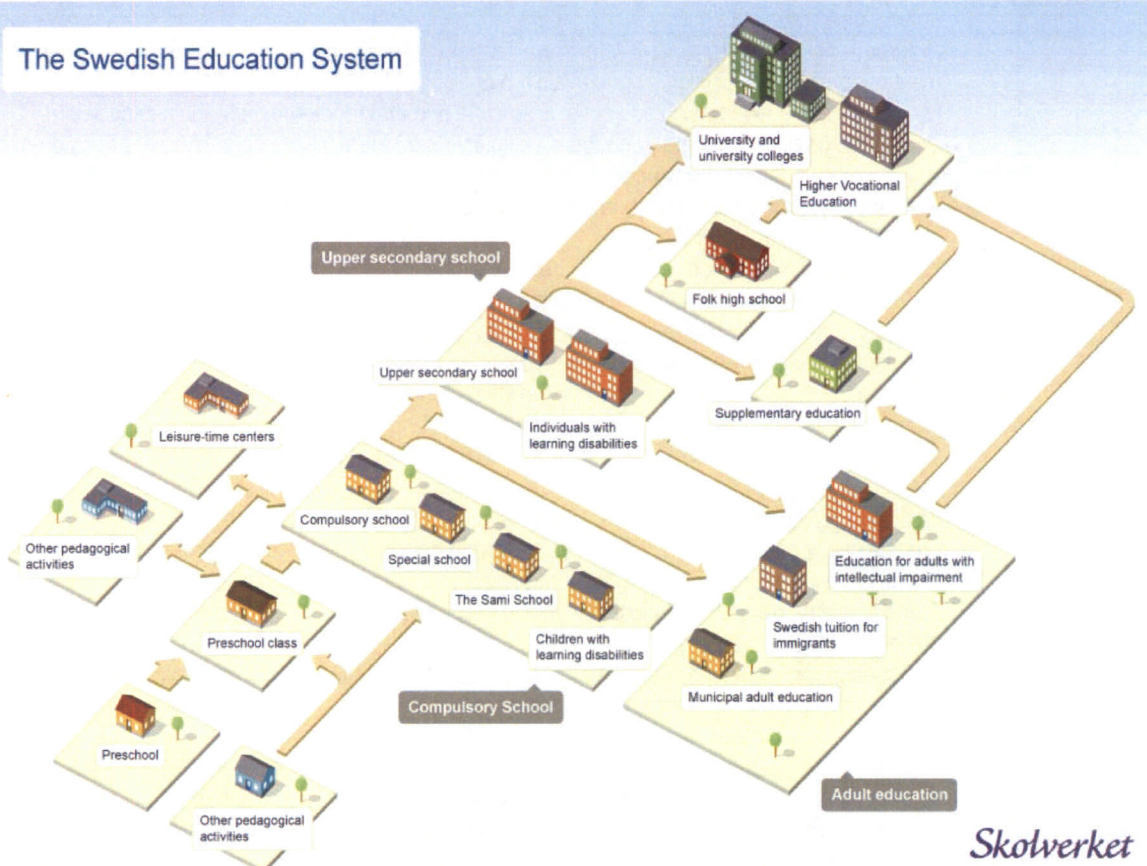 The Swedish Education System
University and
university colleges
Higher Vocational
Education
Upper secondary school
Folk high school
Upper secondary school
Supplementary education
Individuals with
learning disabilities
Leisure-time centers
Other pedagogical
activities
Compulsory school
Special school
The Sami School
Children with
learning disabilities
Education for adults with
intellectual impairment
Swedish tuition for
immigrants
Municipal adult education
Preschool class
Compulsory School
Preschool
Other pedagogical
activities
Adult education
Skolverket